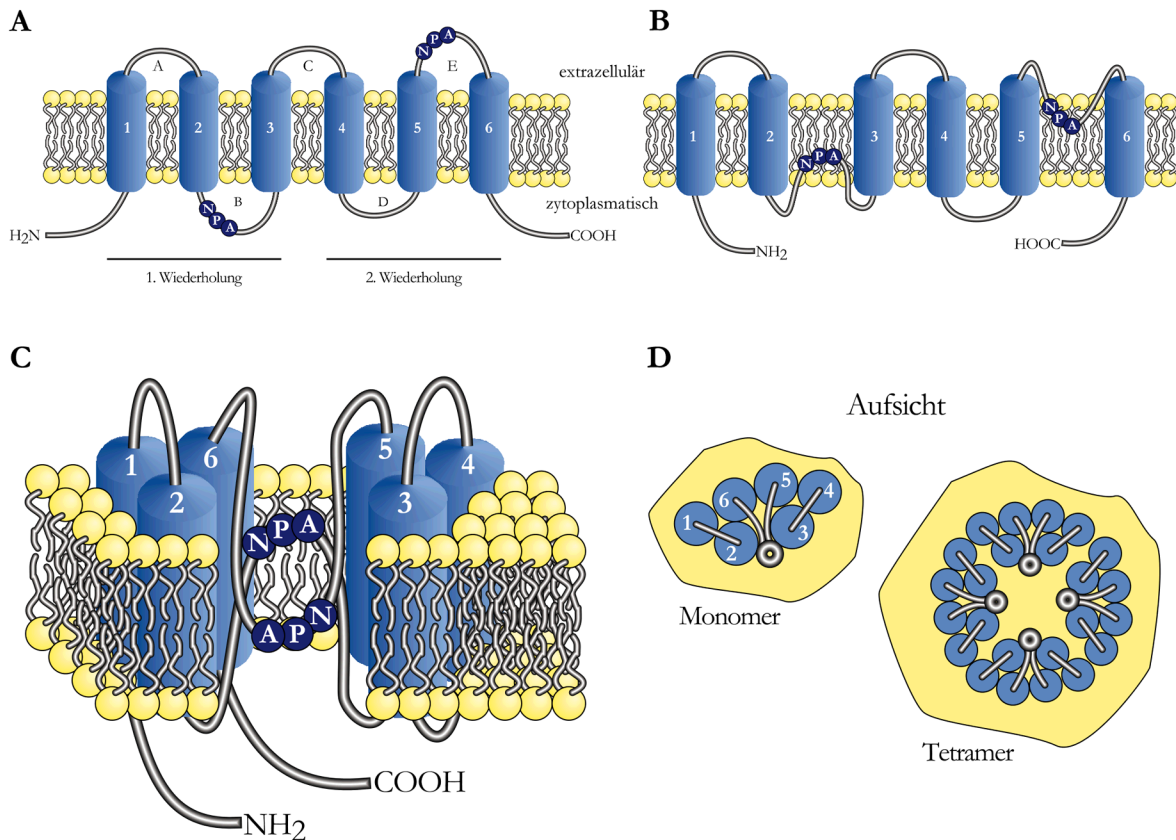 A
A
C
N
P
A
E
extrazellulär
1
2
3
4
5
6
B
N
P
A
D
zytoplasmatisch
H2N
COOH
1. Wiederholung
2. Wiederholung
B
1
2
3
4
5
6
N
P
A
N
P
A
NH2
HOOC
C
1
6
2
5
4
3
N
P
A
A
P
N
COOH
NH2
D
Aufsicht
1
6
5
4
2
3
Monomer
Tetramer